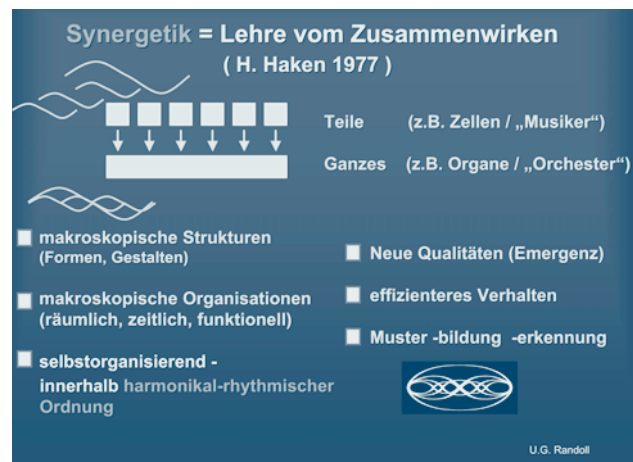 Synergetik = Lehre vom Zusammenwirken
( H. Haken 1977 )
Teile (z.B. Zellen / „Musiker“)
Ganzes (z.B. Organe / „Orchester“)
makroskopische Strukturen
(Formen, Gestalten)
makroskopische Organisationen
(räumlich, zeitlich, funktionell)
selbstorganisierend -
innerhalb harmonikal-rhythmischer
Ordnung
Neue Qualitäten (Emergenz)
effizienteres Verhalten
Muster -bildung -erkennung
U.G. Randoll